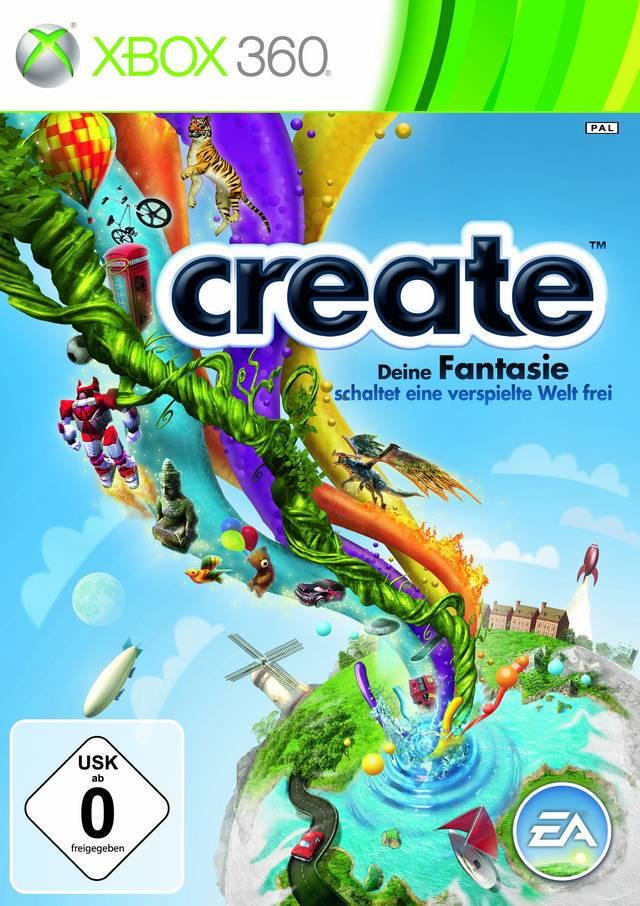 XBOX 360
PAL
create™
Deine Fantasie
schaltet eine verspielte Welt frei
USK
ab
0
freigegeben
EA